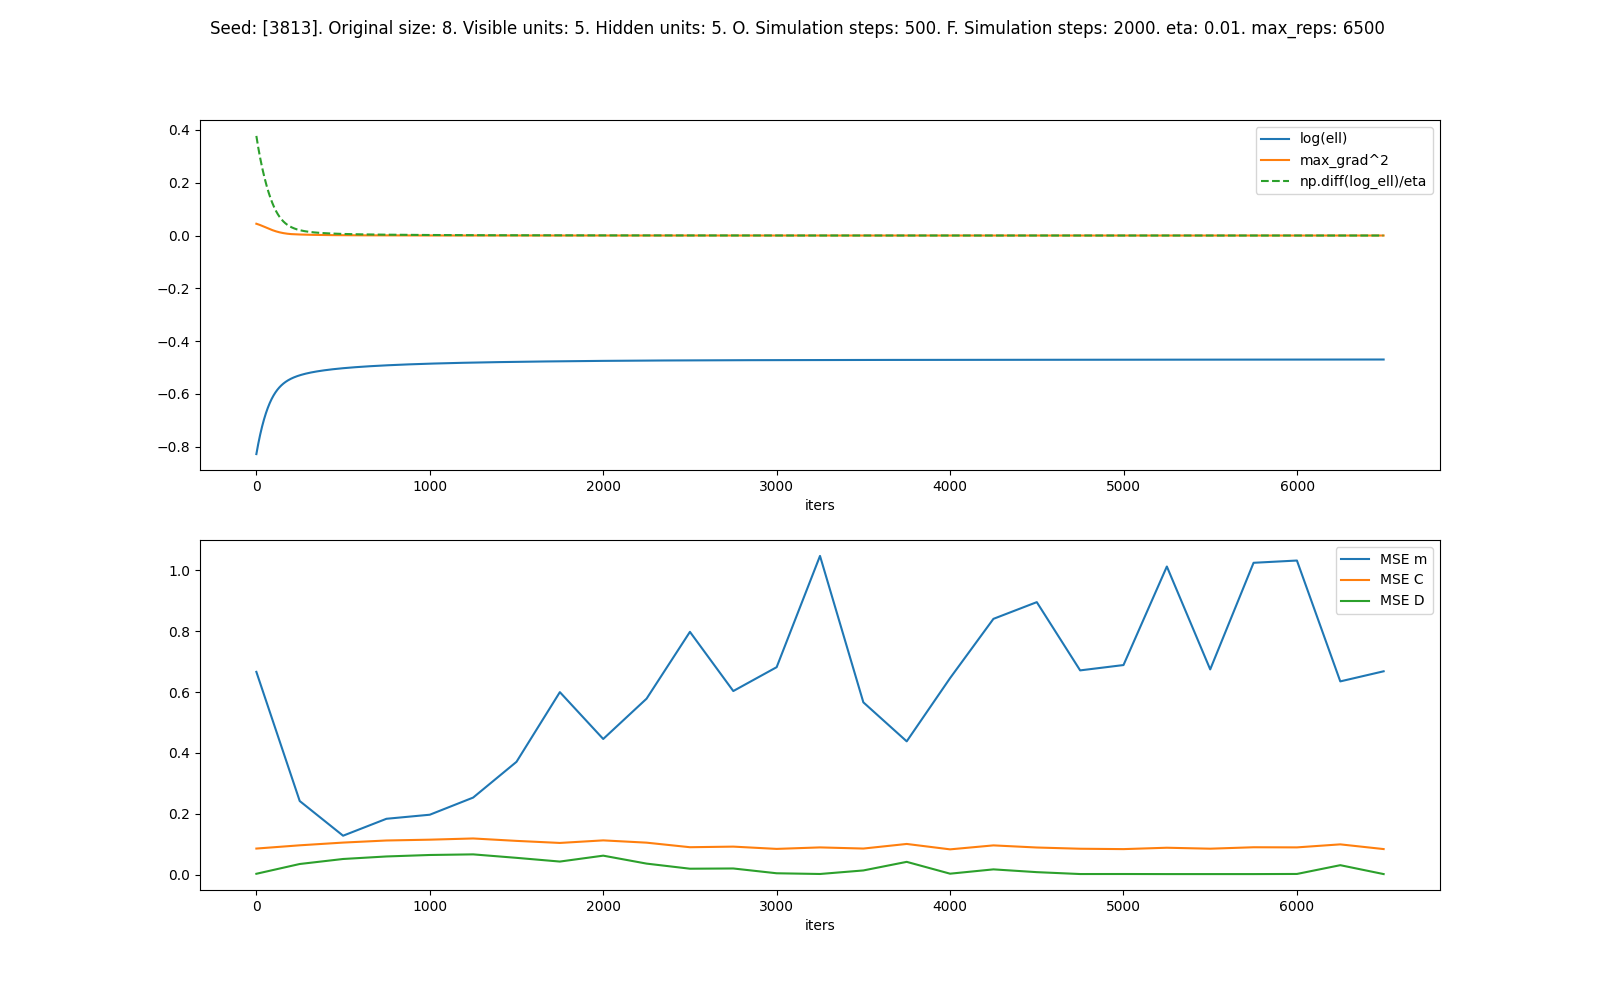 Seed: [3813]. Original size: 8. Visible units: 5. Hidden units: 5. O. Simulation steps: 500. F. Simulation steps: 2000. eta: 0.01. max_reps: 6500
0.4
0.2
0.0
−0.2
−0.4
−0.6
−0.8
log(ell)
max_grad^2
np.diff(log_ell)/eta
0 1000 2000 3000 4000 5000 6000
iters
1.0
0.8
0.6
0.4
0.2
0.0
MSE m
MSE C
MSE D
0 1000 2000 3000 4000 5000 6000
iters